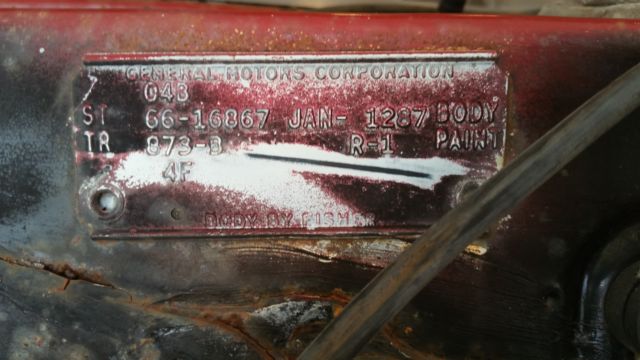 GENERAL MOTORS CORPORATION
04B
ST 66-16867 JAN- 1287 BODY
TR 873-B R-1 PAINT
4F
BODY BY FISHER